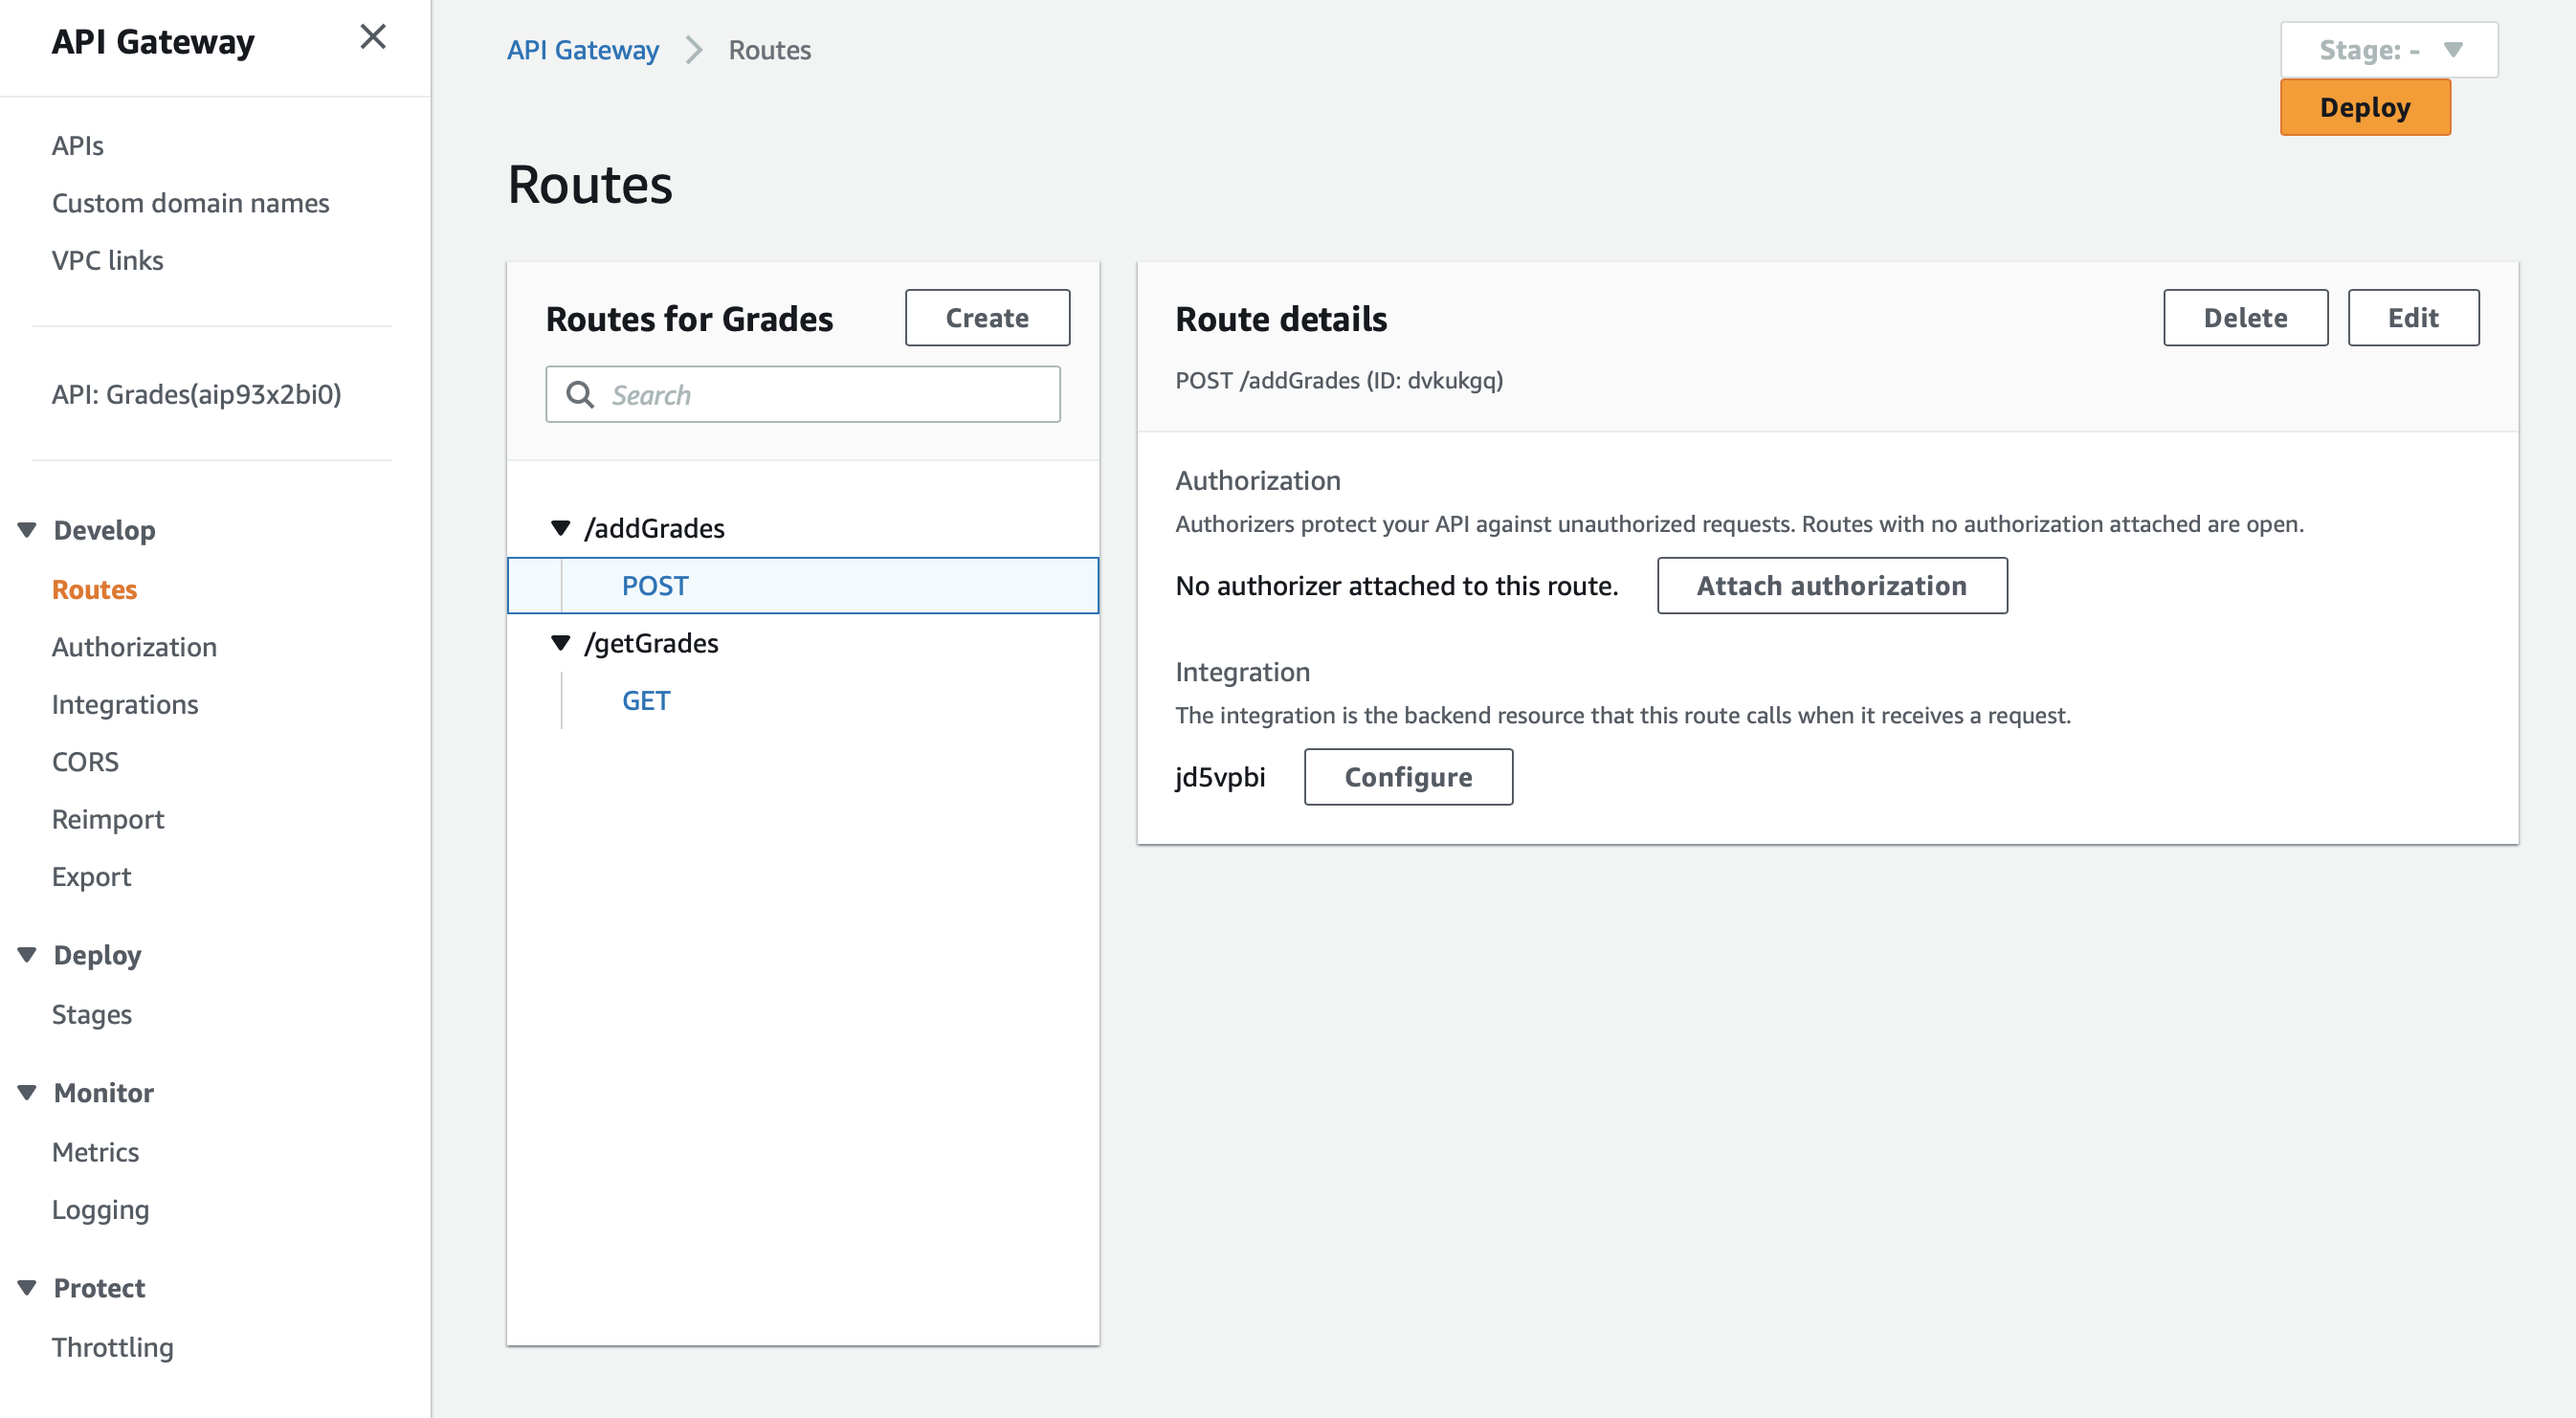 API Gateway
APIs
Custom domain names
VPC links
API: Grades(aip93x2bi0)
Develop
Routes
Authorization
Integrations
CORS
Reimport
Export
Deploy
Stages
Monitor
Metrics
Logging
Protect
Throttling
API Gateway Routes
Stage: -
Deploy
Routes
Routes for Grades
Create
Search
/addGrades
POST
/getGrades
GET
Route details
Delete
Edit
POST /addGrades (ID: dvkukgq)
Authorization
Authorizers protect your API against unauthorized requests. Routes with no authorization attached are open.
No authorizer attached to this route.
Attach authorization
Integration
The integration is the backend resource that this route calls when it receives a request.
jd5vpbi
Configure